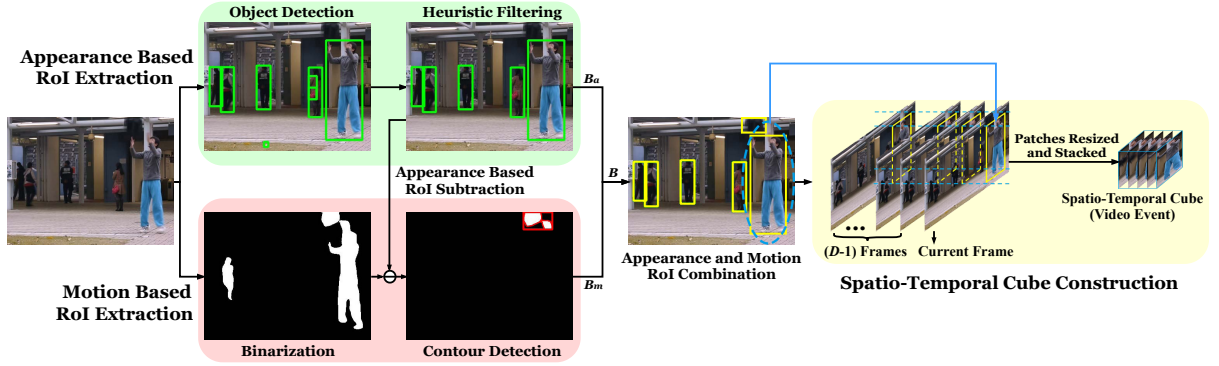 Object Detection
Heuristic Filtering
Appearance Based
RoI Extraction
Ba
Appearance Based
RoI Subtraction
B
Motion Based
RoI Extraction
Bm
Binarization
Contour Detection
Appearance and Motion
RoI Combination
Patches Resized
and Stacked
Spatio-Temporal Cube
(Video Event)
•••
(D-1) Frames
Current Frame
Spatio-Temporal Cube Construction